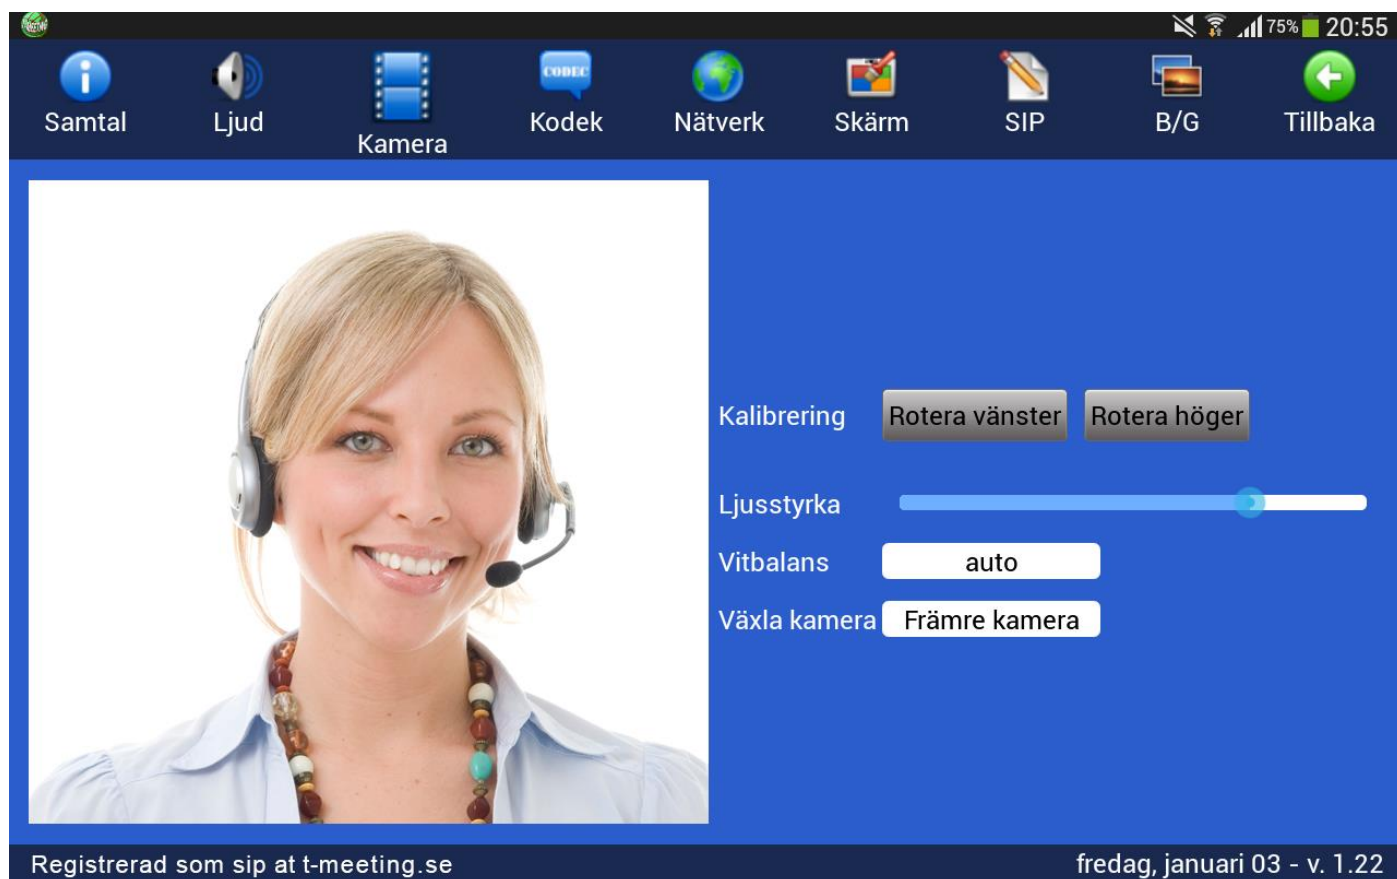 75% 20:55
CODEC
Samtal Ljud Kamera Kodek Nätverk Skärm SIP B/G Tillbaka
Kalibrering Rotera vänster Rotera höger
Ljusstyrka
Vitbalans auto
Växla kamera Främre kamera
Registrerad som sip at t-meeting.se fredag, januari 03 - v. 1.22